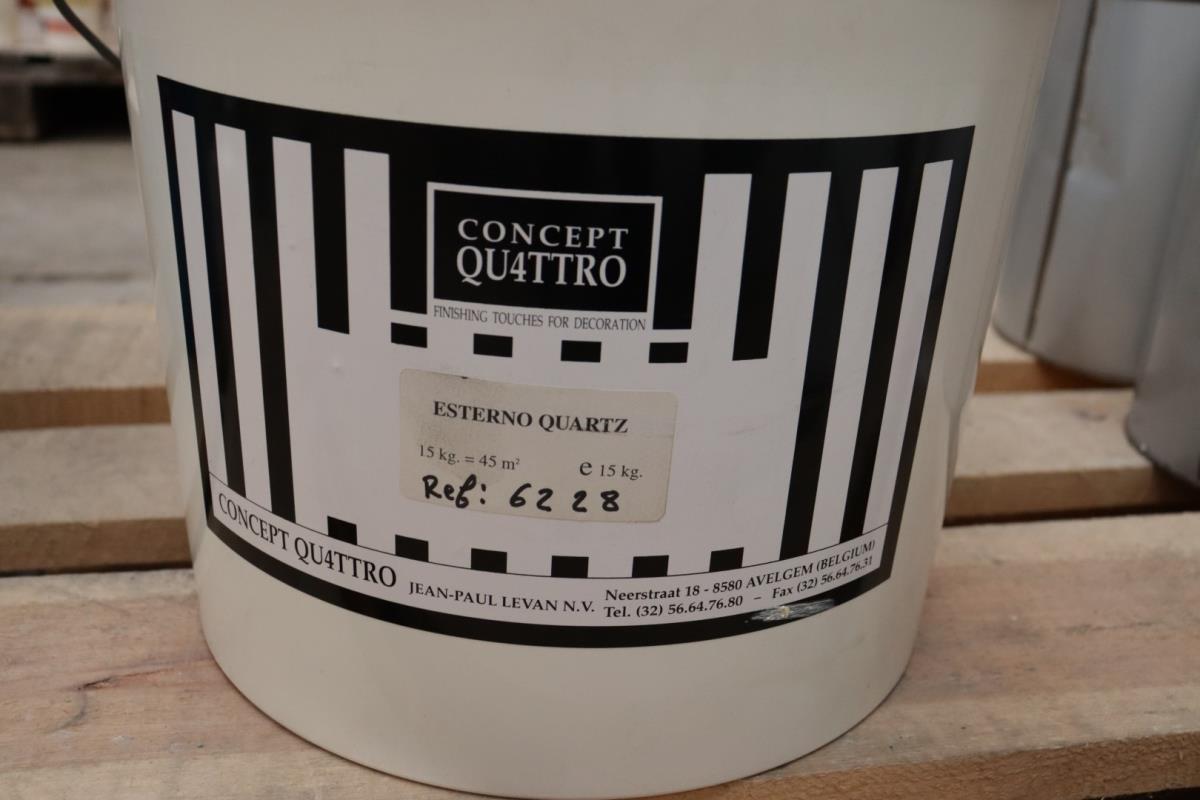 CONCEPT
QU4TTRO
FINISHING TOUCHES FOR DECORATION
ESTERNO QUARTZ
15 kg. = 45 m²
e 15 kg.
Ref: 6228
CONCEPT QU4TTRO
JEAN-PAUL LEVAN N.V.
Neerstraat 18 - 8580 AVELGEM (BELGIUM)
Tel. (32) 56.64.76.80 – Fax (32) 56.64.76.31